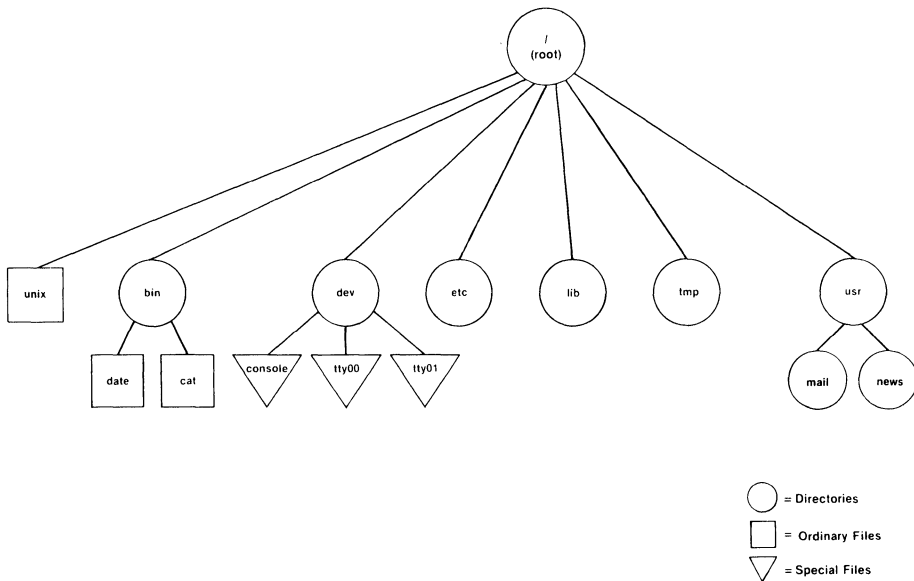 /
(root)
unix
bin
dev
etc
lib
tmp
usr
date
cat
console
tty00
tty01
mail
news
= Directories
= Ordinary Files
= Special Files